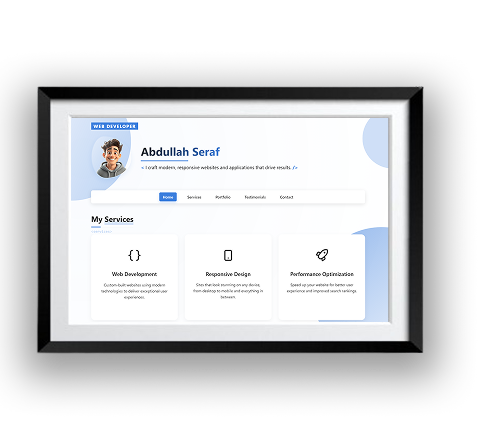 WEB DEVELOPER
Abdullah Seraf
I craft modern, responsive websites and applications that drive results. />
Home Services Portfolio Testimonials Contact
My Services
{ }
Web Development
Custom-built websites using modern
technologies to deliver exceptional user
experiences.
Responsive Design
Sites that look stunning on any device,
from desktop to mobile and everything in
between.
Performance Optimization
Speed up your website for better user
experience and improved search rankings.